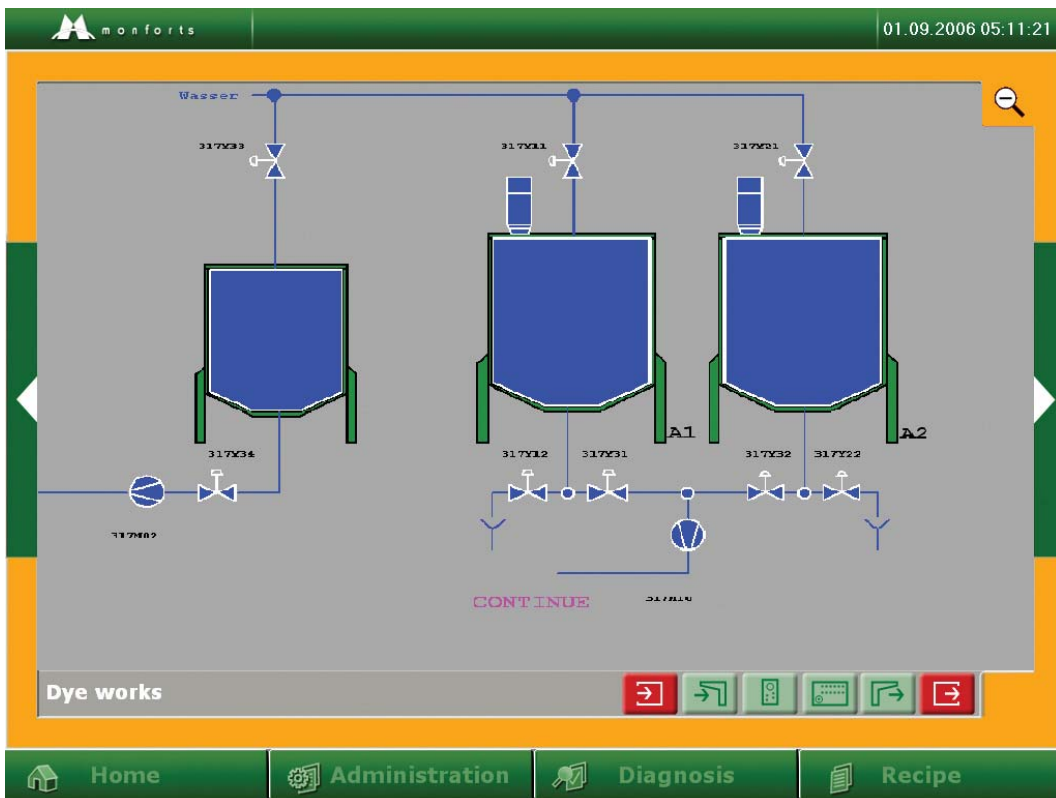 monforts
01.09.2006 05:11:21
Wasser
317Y33
317Y11
317Y21
A1
A2
317Y34
317Y12
317Y31
317Y32
317Y22
317M02
CONTINUE
Dye works
Home
Administration
Diagnosis
Recipe